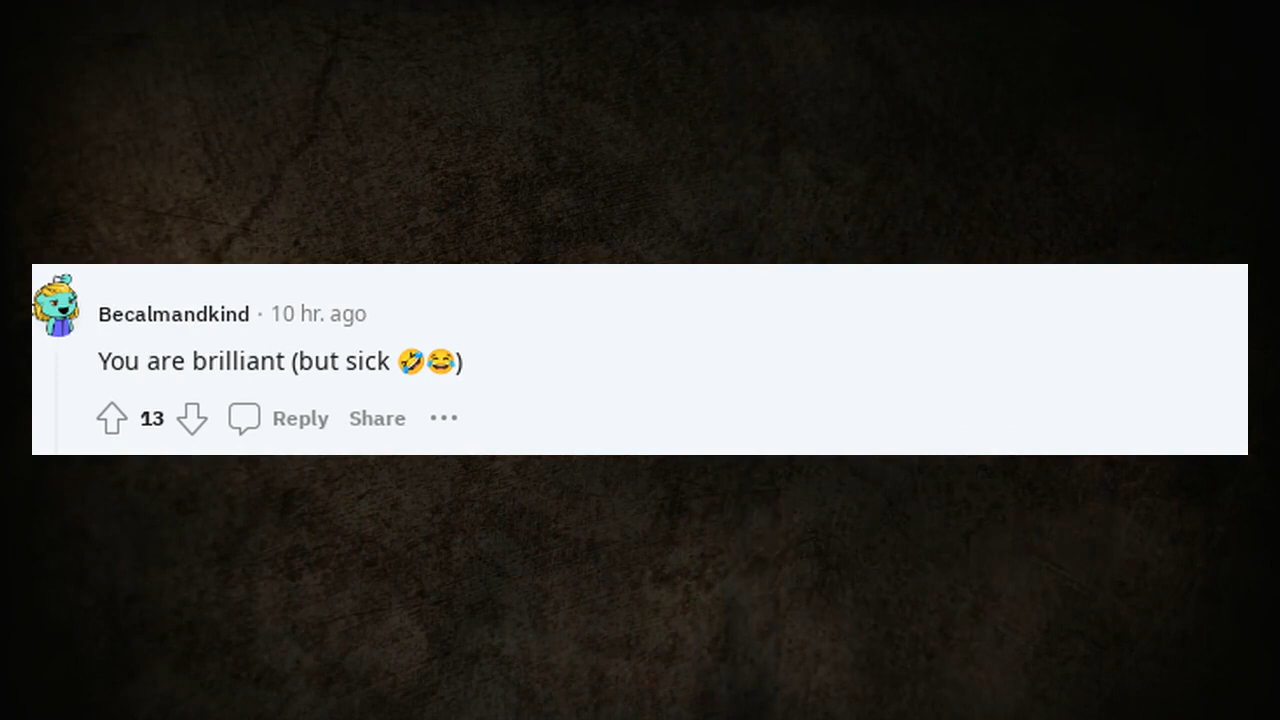 Becalmandkind · 10 hr. ago
You are brilliant (but sick 🤣😂)
13 Reply Share ···